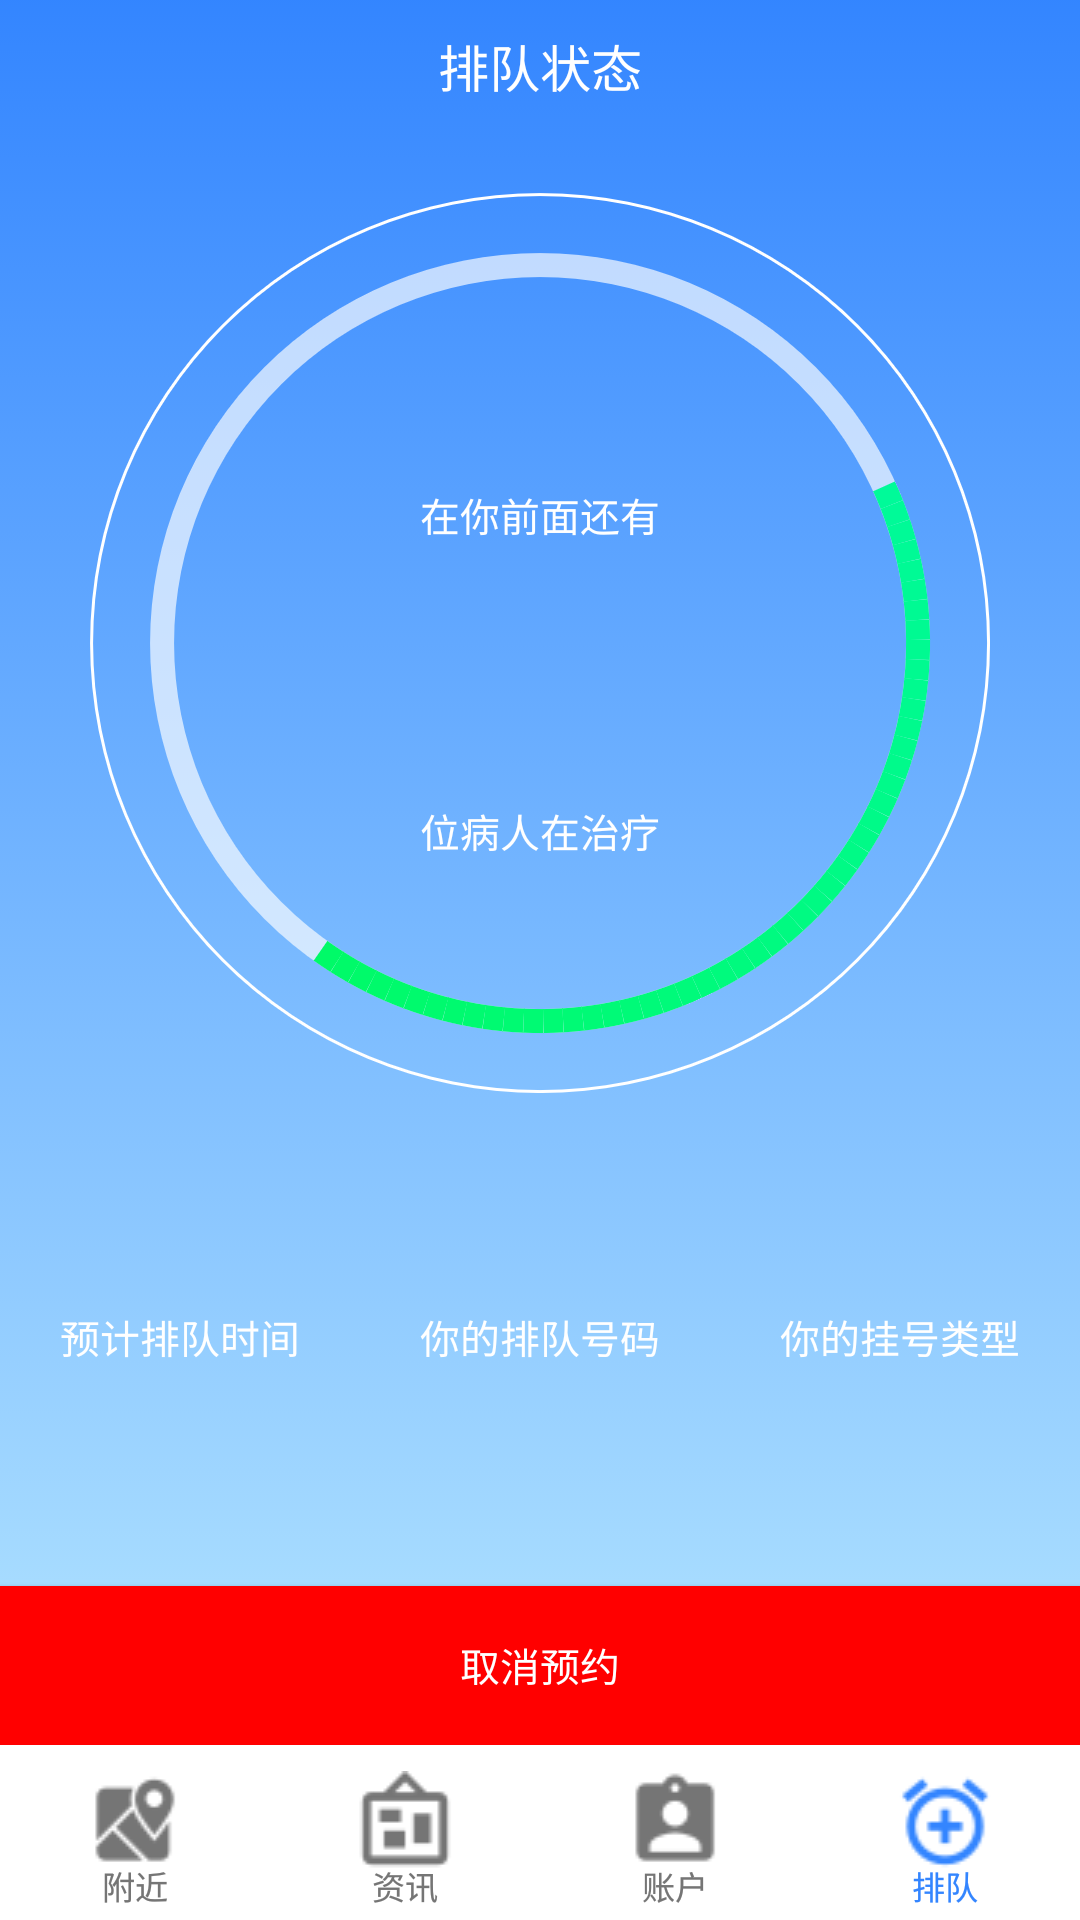 排队状态
在你前面还有
位病人在治疗
预计排队时间 你的排队号码 你的挂号类型
取消预约
附近 资讯 账户 排队